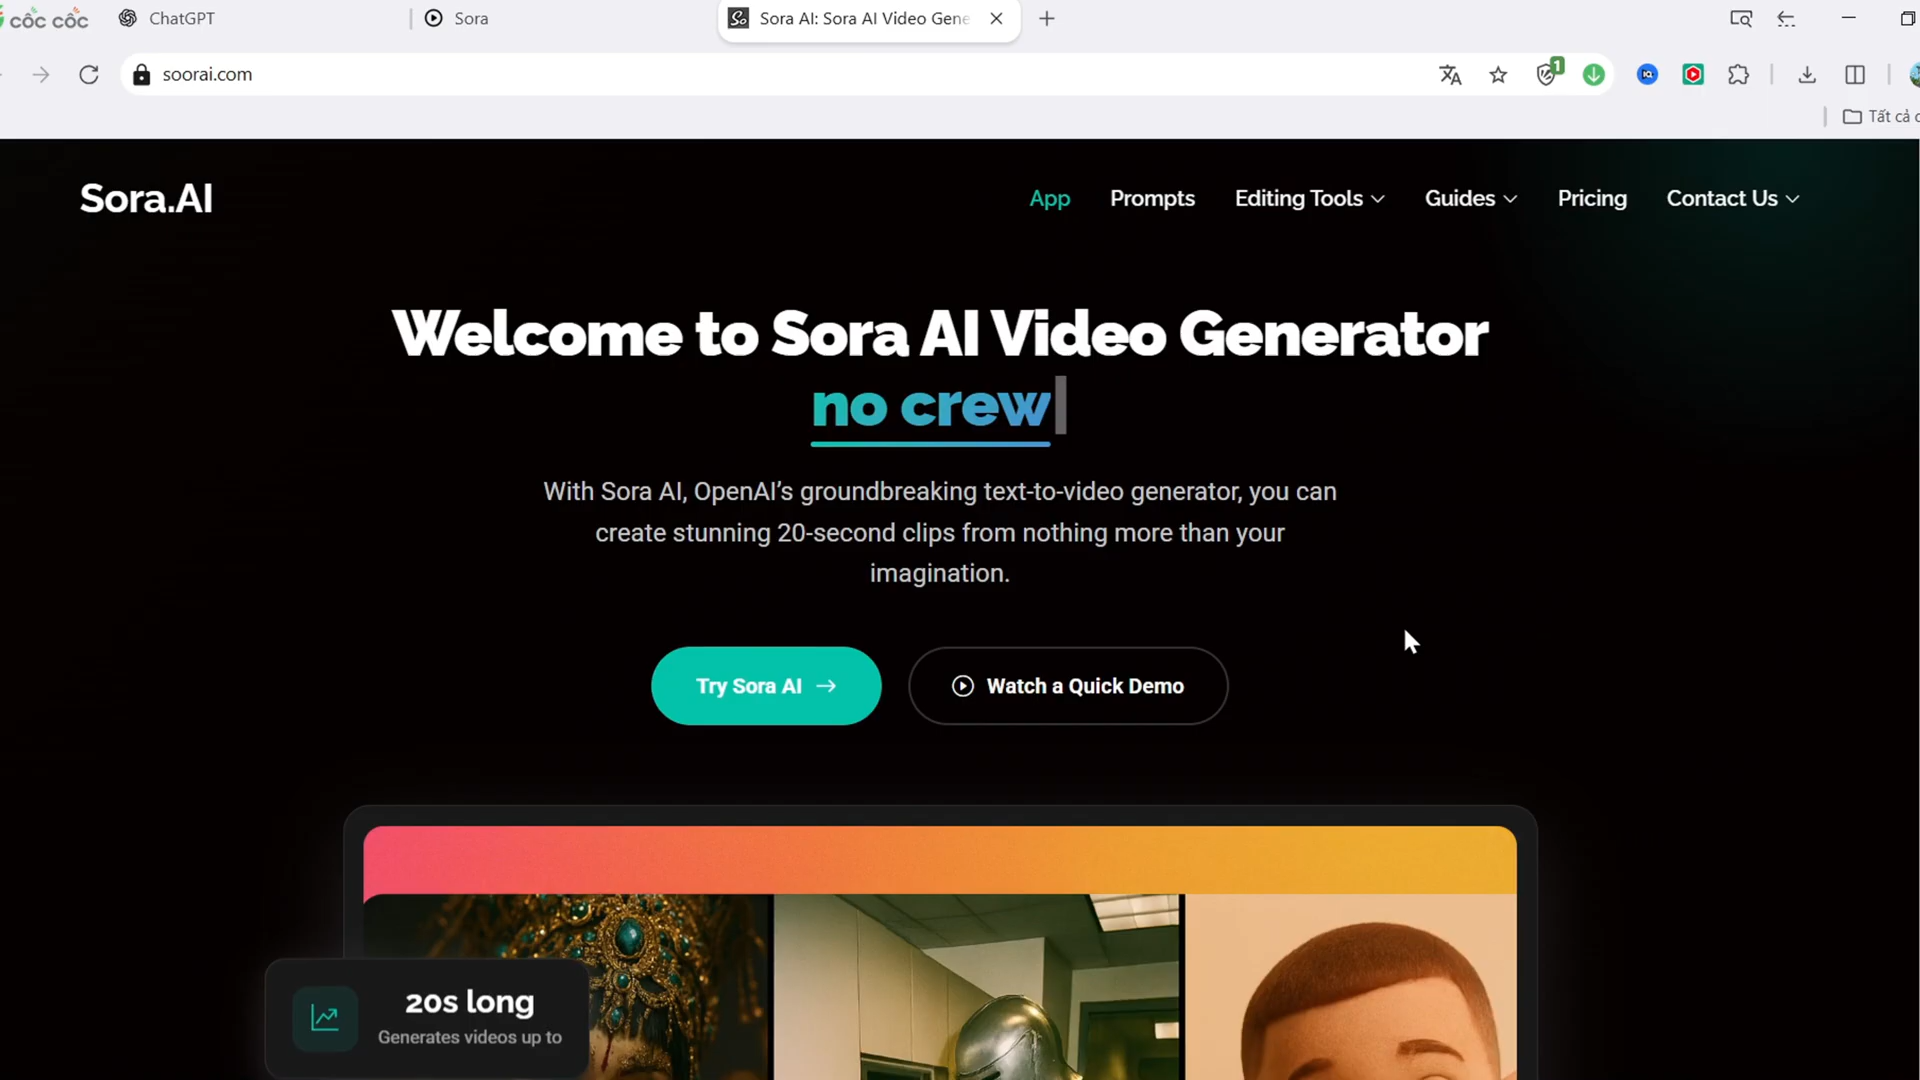 cốc cốc
ChatGPT
Sora
Sora AI: Sora AI Video Gene
soorai.com
1
Tất cả
Sora.AI
App
Prompts
Editing Tools
Guides
Pricing
Contact Us
Welcome to Sora AI Video Generator
no crew
With Sora AI, OpenAI’s groundbreaking text-to-video generator, you can
create stunning 20-second clips from nothing more than your
imagination.
Try Sora AI
Watch a Quick Demo
20s long
Generates videos up to